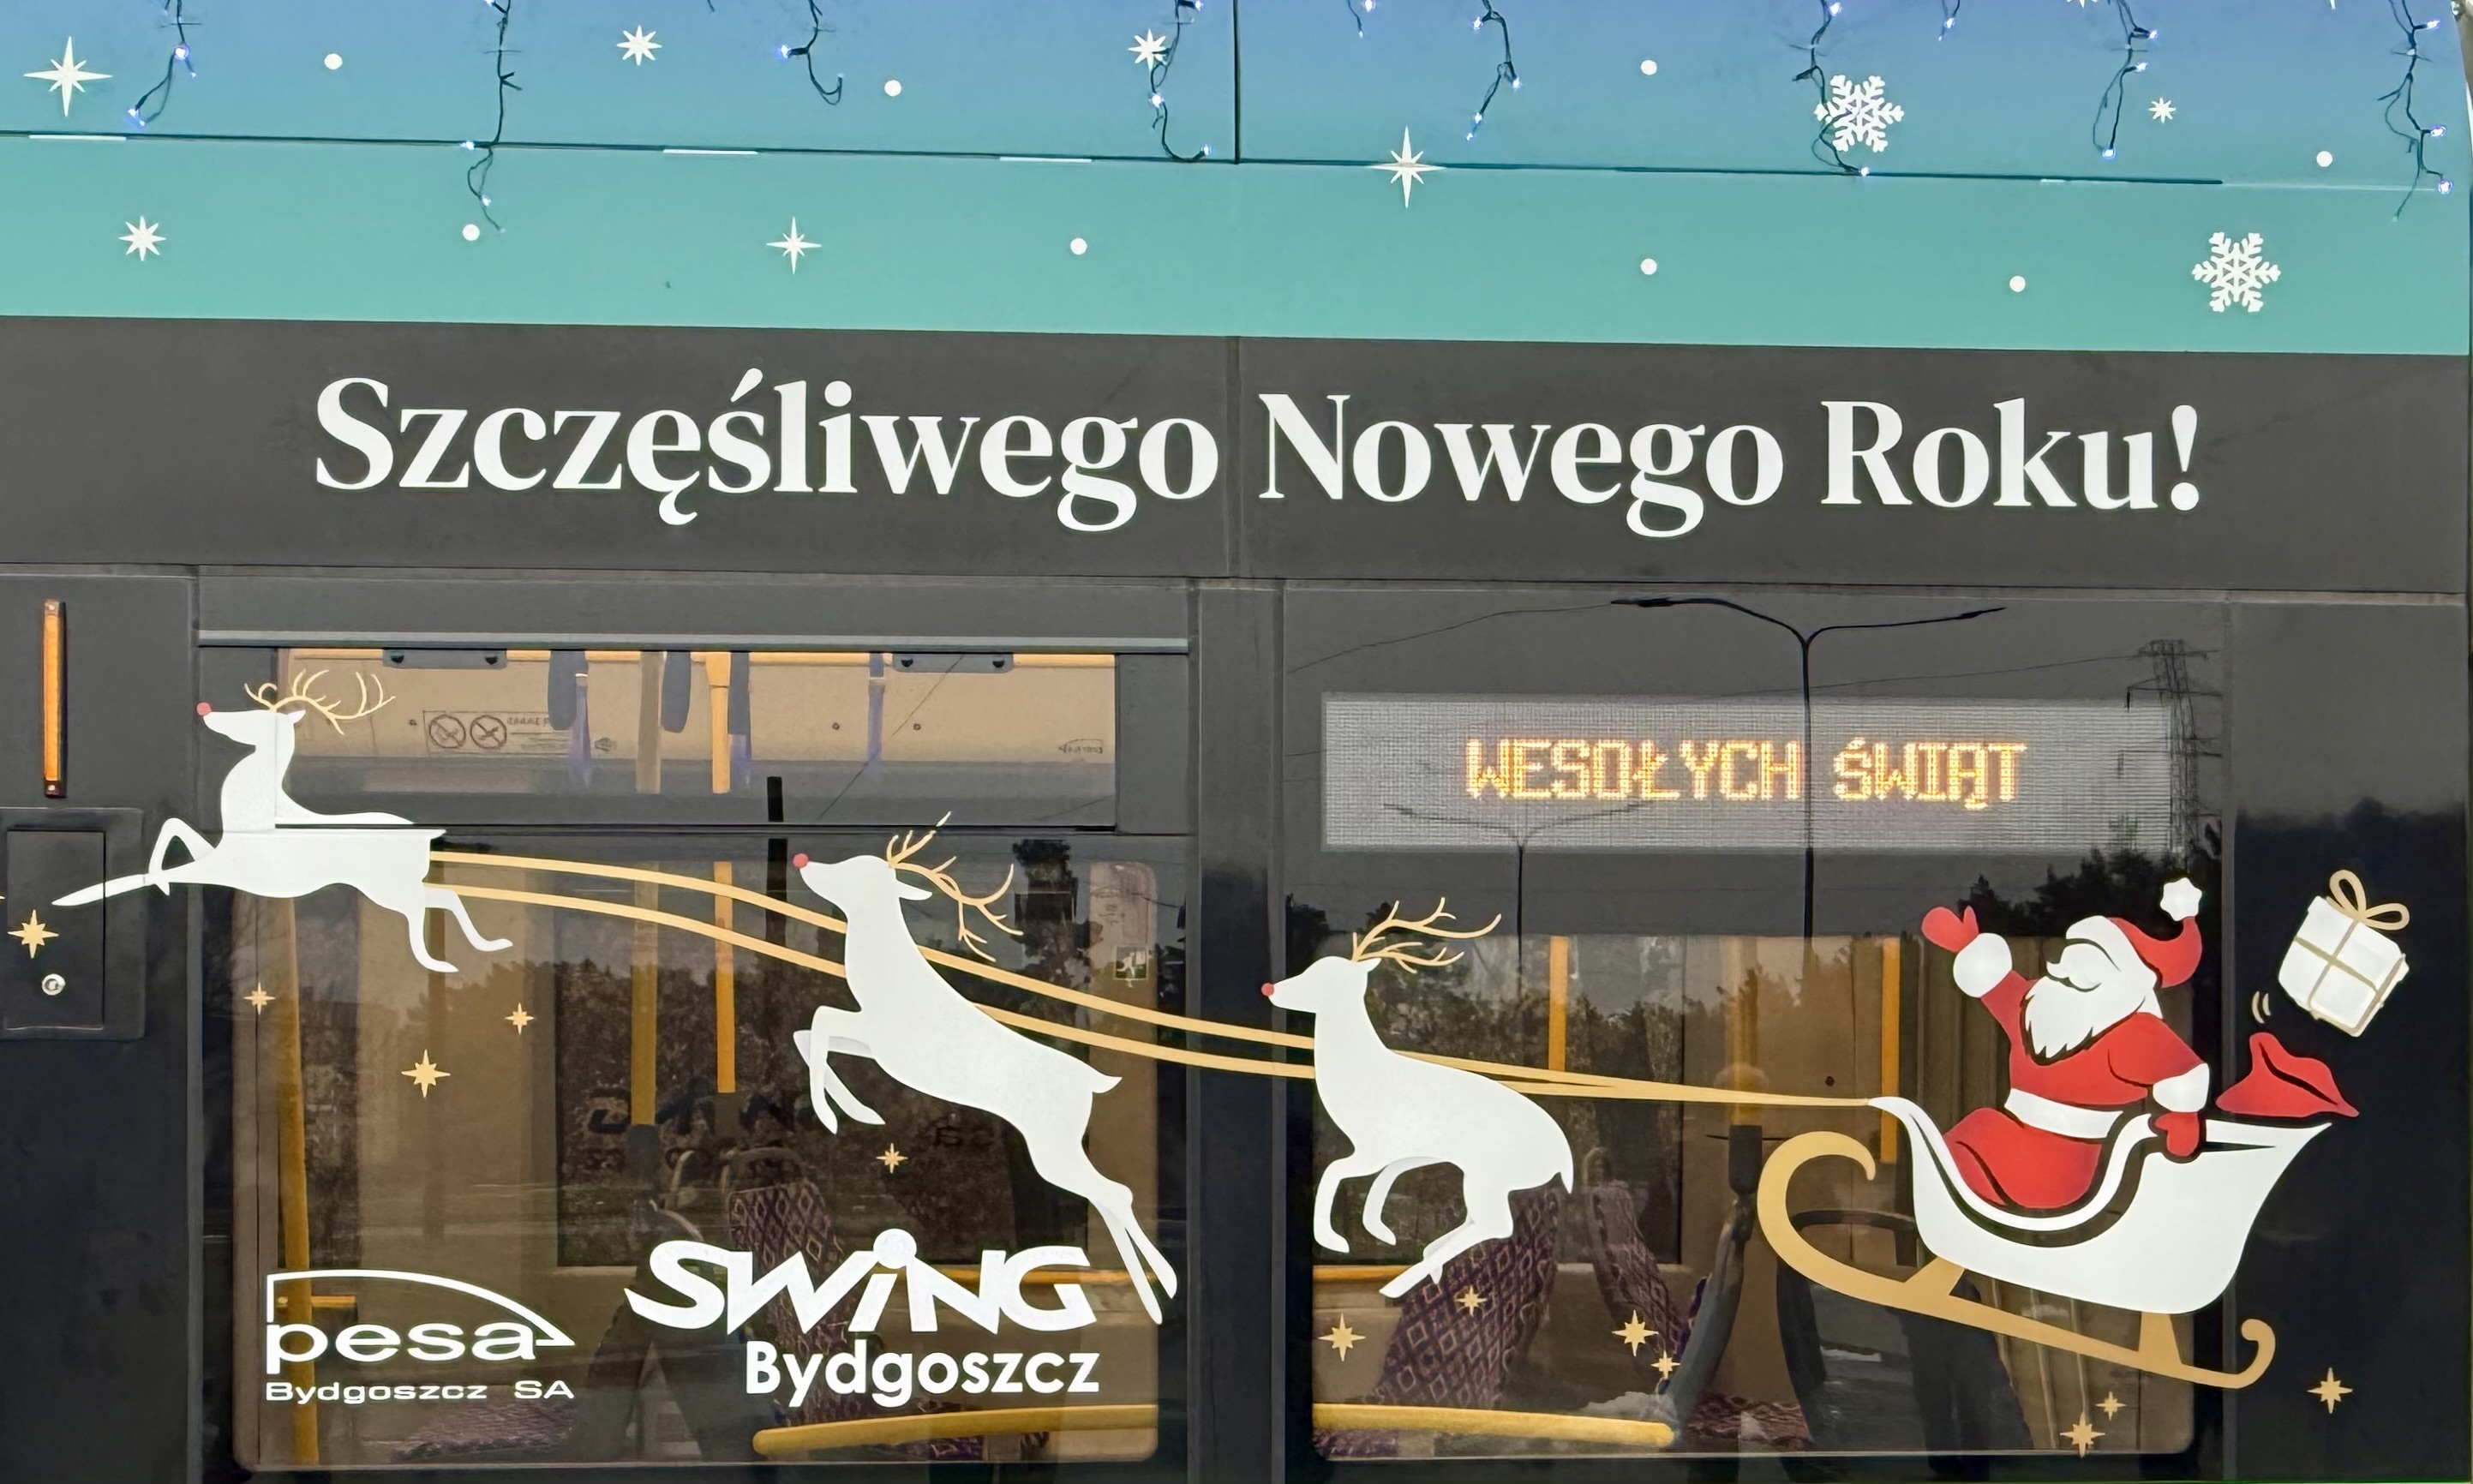 Szczęśliwego Nowego Roku!
WESOŁYCH ŚWIĄT
pesa
Bydgoszcz SA
SWiNG
Bydgoszcz